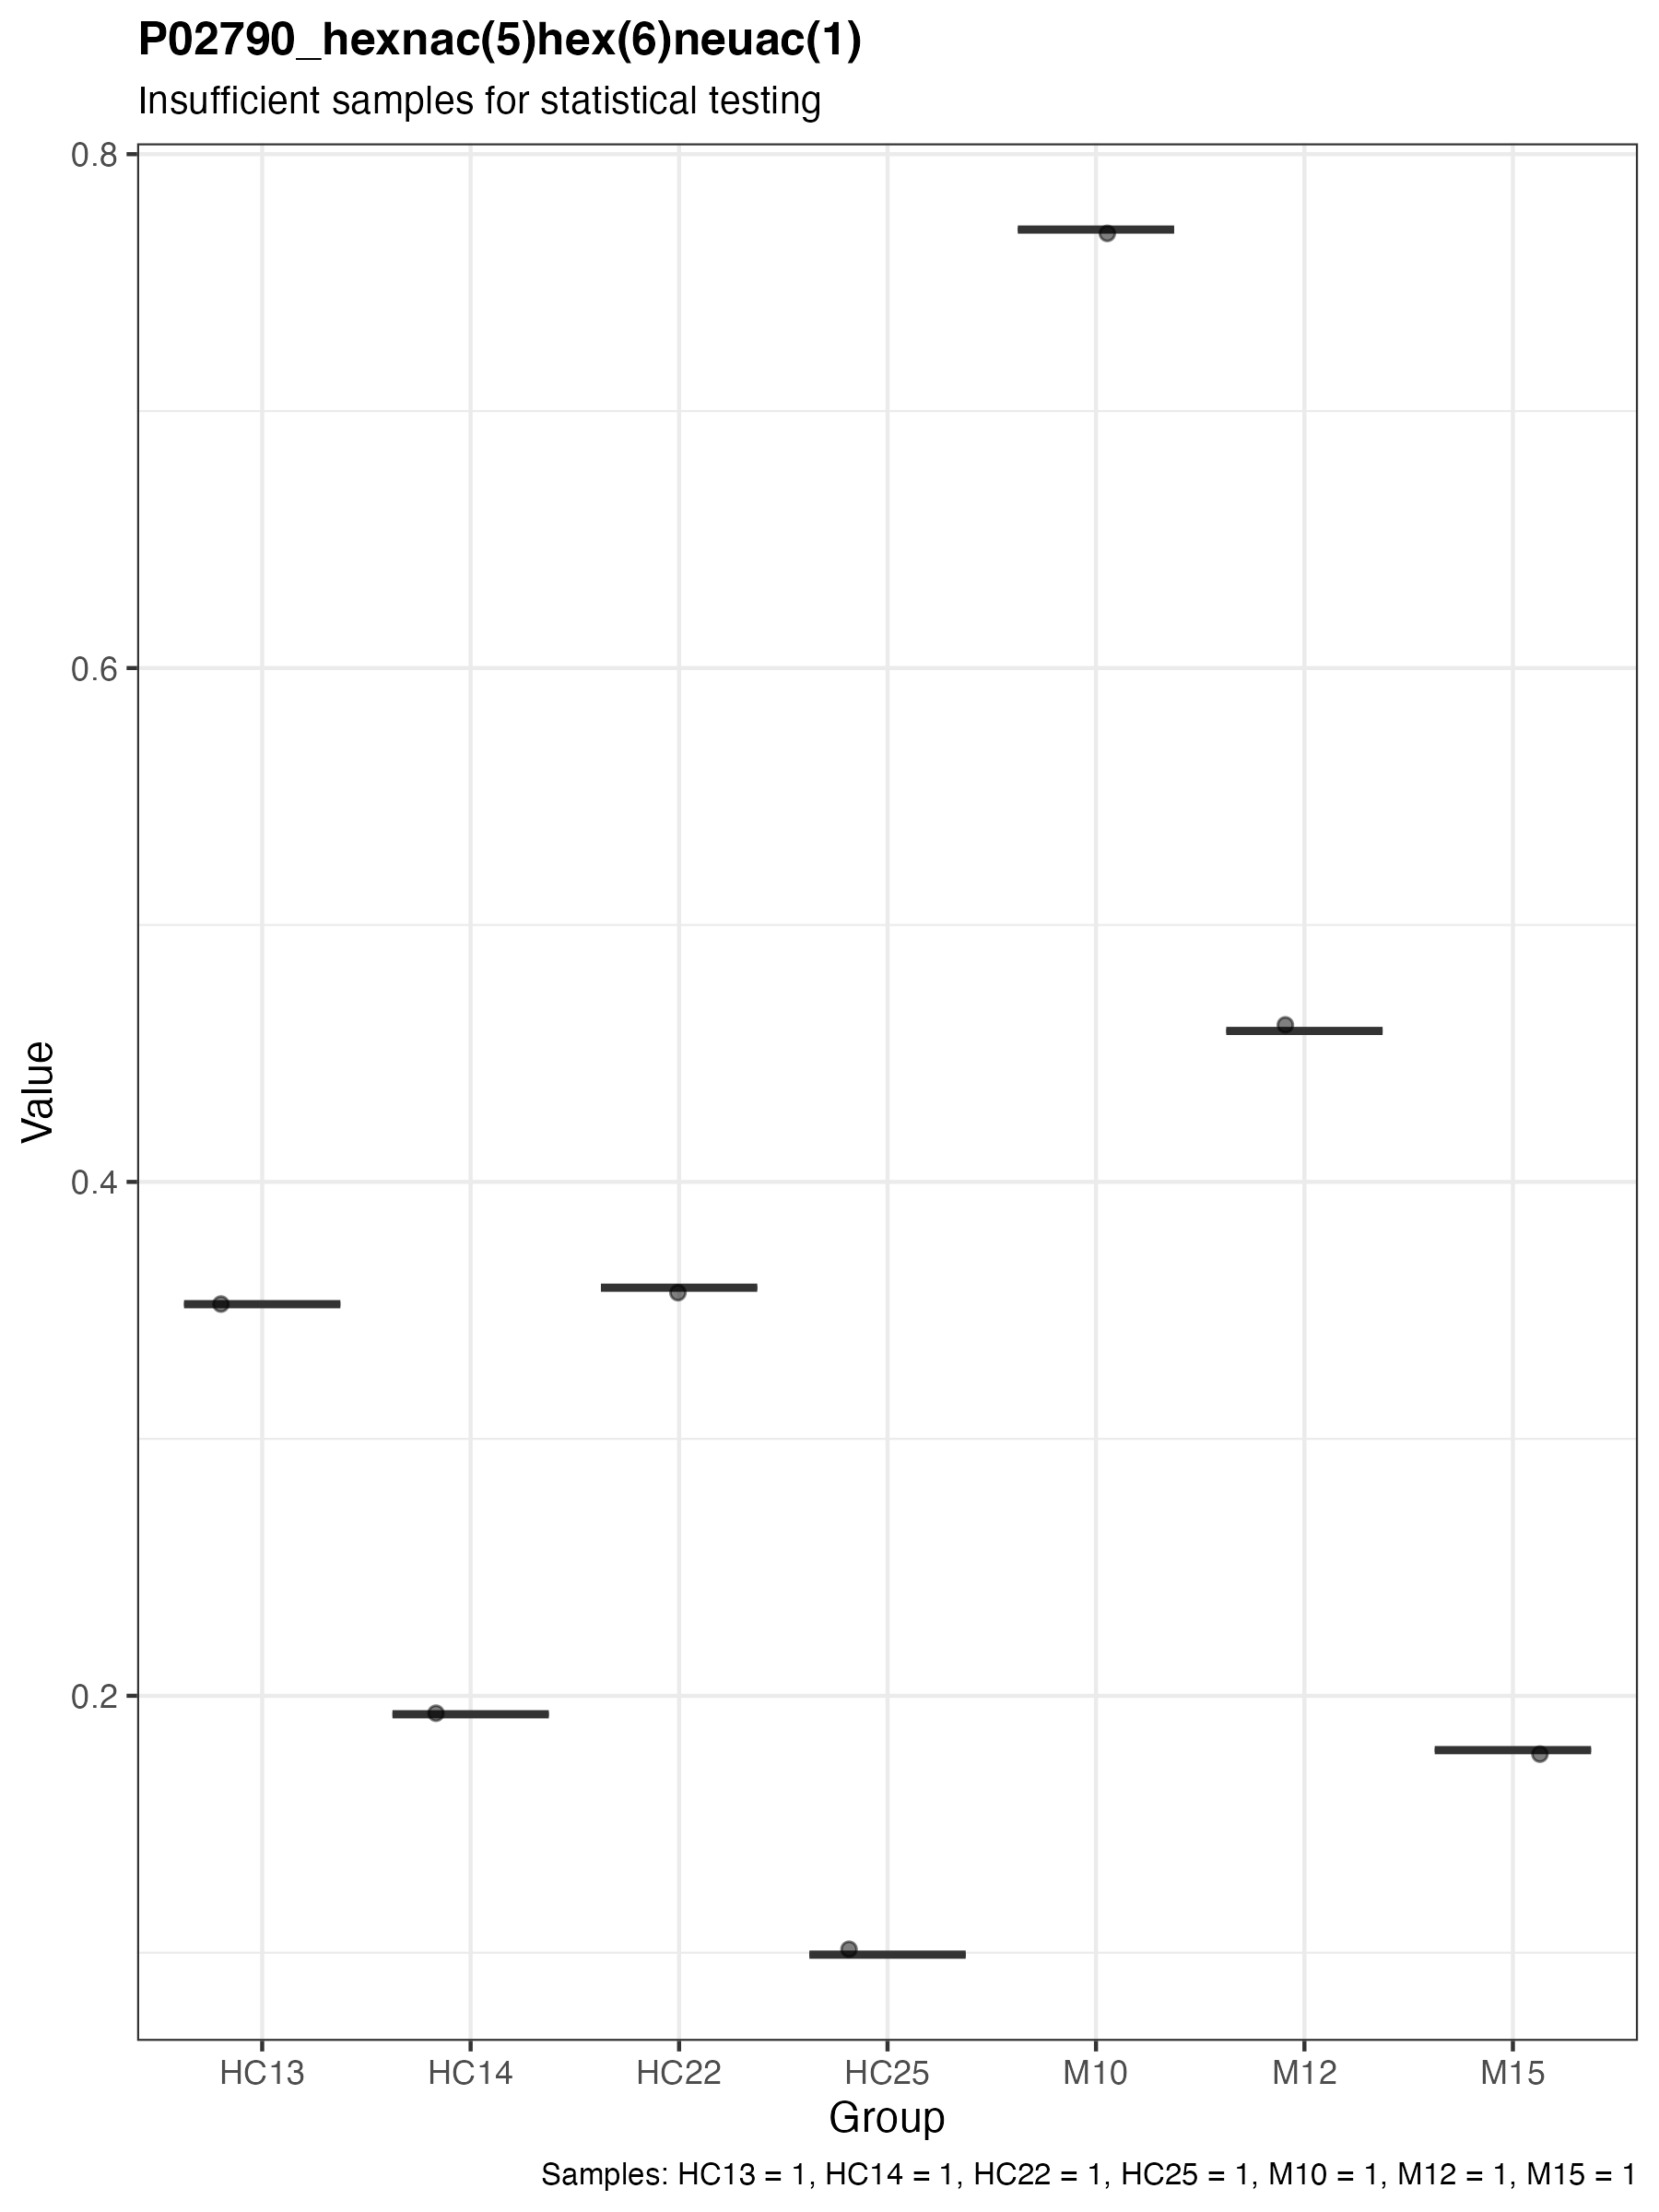 P02790_hexnac(5)hex(6)neuac(1)
Insufficient samples for statistical testing
0.8
0.6
0.4
0.2
Value
HC13 HC14 HC22 HC25 M10 M12 M15
Group
Samples: HC13 = 1, HC14 = 1, HC22 = 1, HC25 = 1, M10 = 1, M12 = 1, M15 = 1